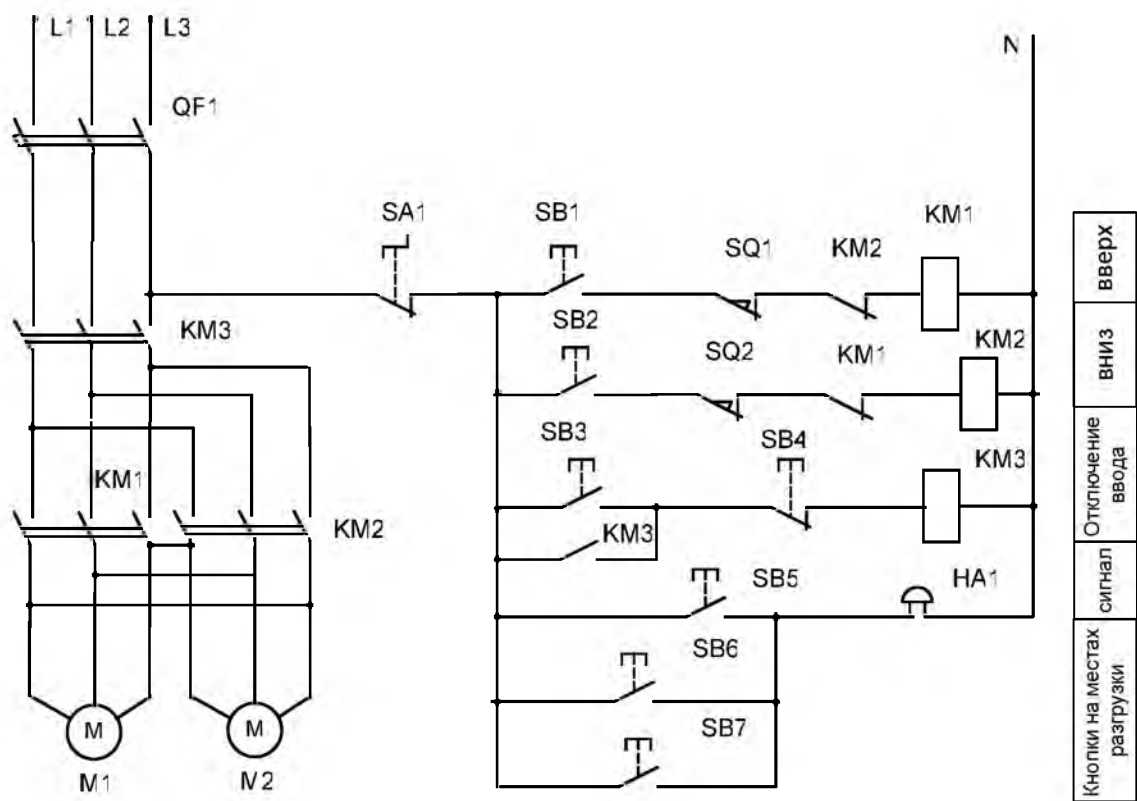 L1
L2
L3
N
QF1
SA1
SB1
SQ1
KM2
KM1
вверх
KM3
SB2
SQ2
KM1
KM2
вниз
SB3
SB4
KM3
Отключение
ввода
KM1
KM2
KM3
SB5
HA1
сигнал
SB6
SB7
Кнопки на местах
разгрузки
M
M
M1
M2